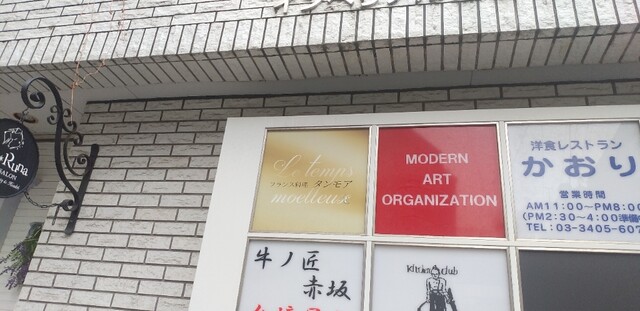 Runa
SALON
Le temps
フランス料理 タンモア
moelleux
MODERN
ART
ORGANIZATION
洋食レストラン
かおり
営業時間
AM11:00〜PM8:00
(PM2:30〜4:00準備
TEL:03-3405-607
牛ノ匠
赤坂
club